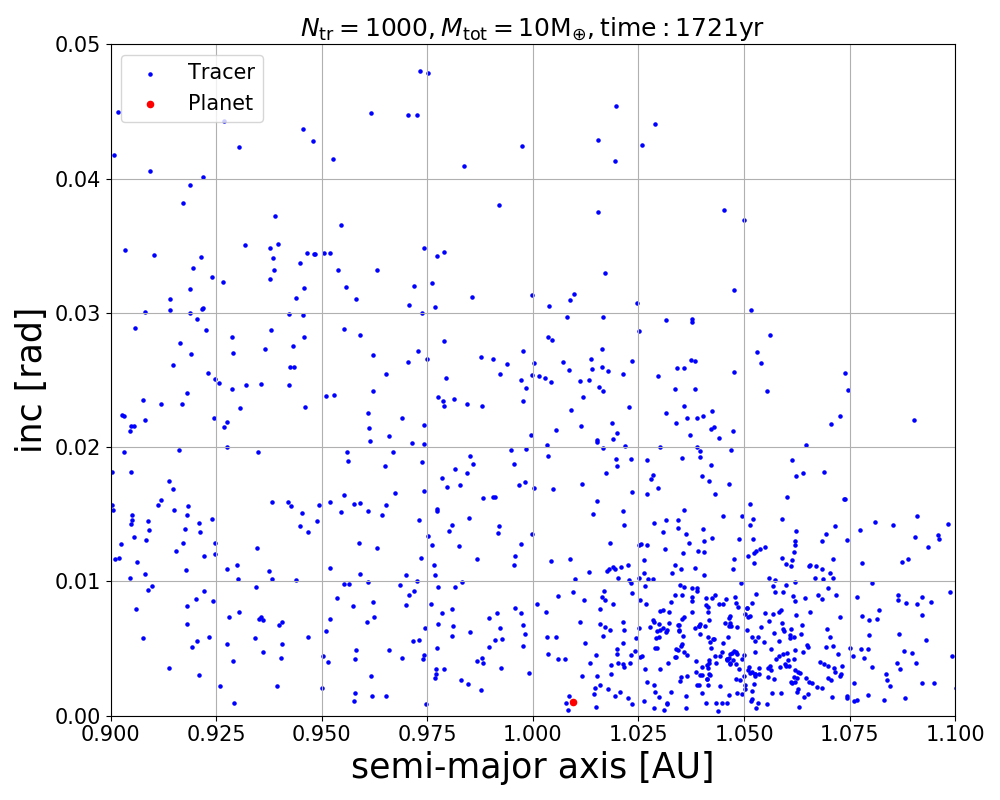 N_tr = 1000, M_tot = 10M_⊕, time : 1721yr
Tracer
Planet
0.05
0.04
0.03
0.02
0.01
0.00
inc [rad]
0.900 0.925 0.950 0.975 1.000 1.025 1.050 1.075 1.100
semi-major axis [AU]